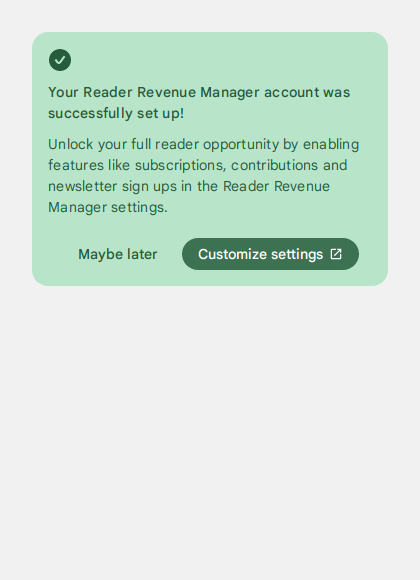 Your Reader Revenue Manager account was
successfully set up!
Unlock your full reader opportunity by enabling
features like subscriptions, contributions and
newsletter sign ups in the Reader Revenue
Manager settings.
Maybe later
Customize settings